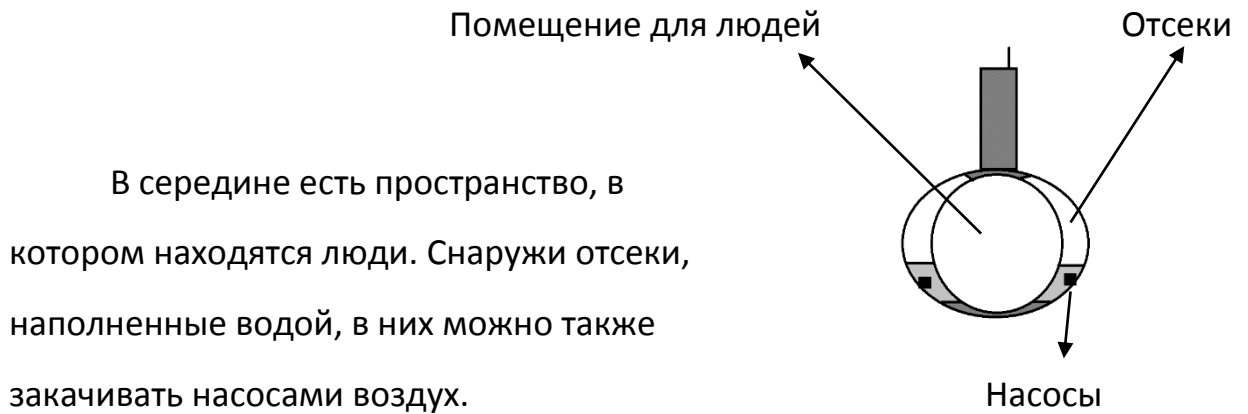 Помещение для людей
Отсеки
В середине есть пространство, в
котором находятся люди. Снаружи отсеки,
наполненные водой, в них можно также
закачивать насосами воздух.
Насосы